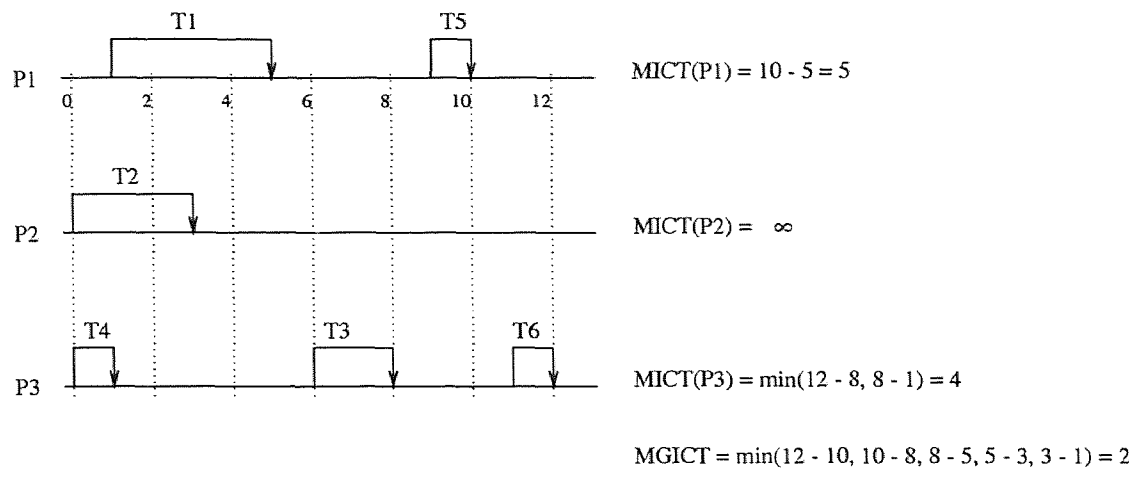 T1 T5
P1 MICT(P1) = 10 - 5 = 5
0 2 4 6 8 10 12
T2
P2 MICT(P2) = ∞
T4 T3 T6
P3 MICT(P3) = min(12 - 8, 8 - 1) = 4
MGICT = min(12 - 10, 10 - 8, 8 - 5, 5 - 3, 3 - 1) = 2